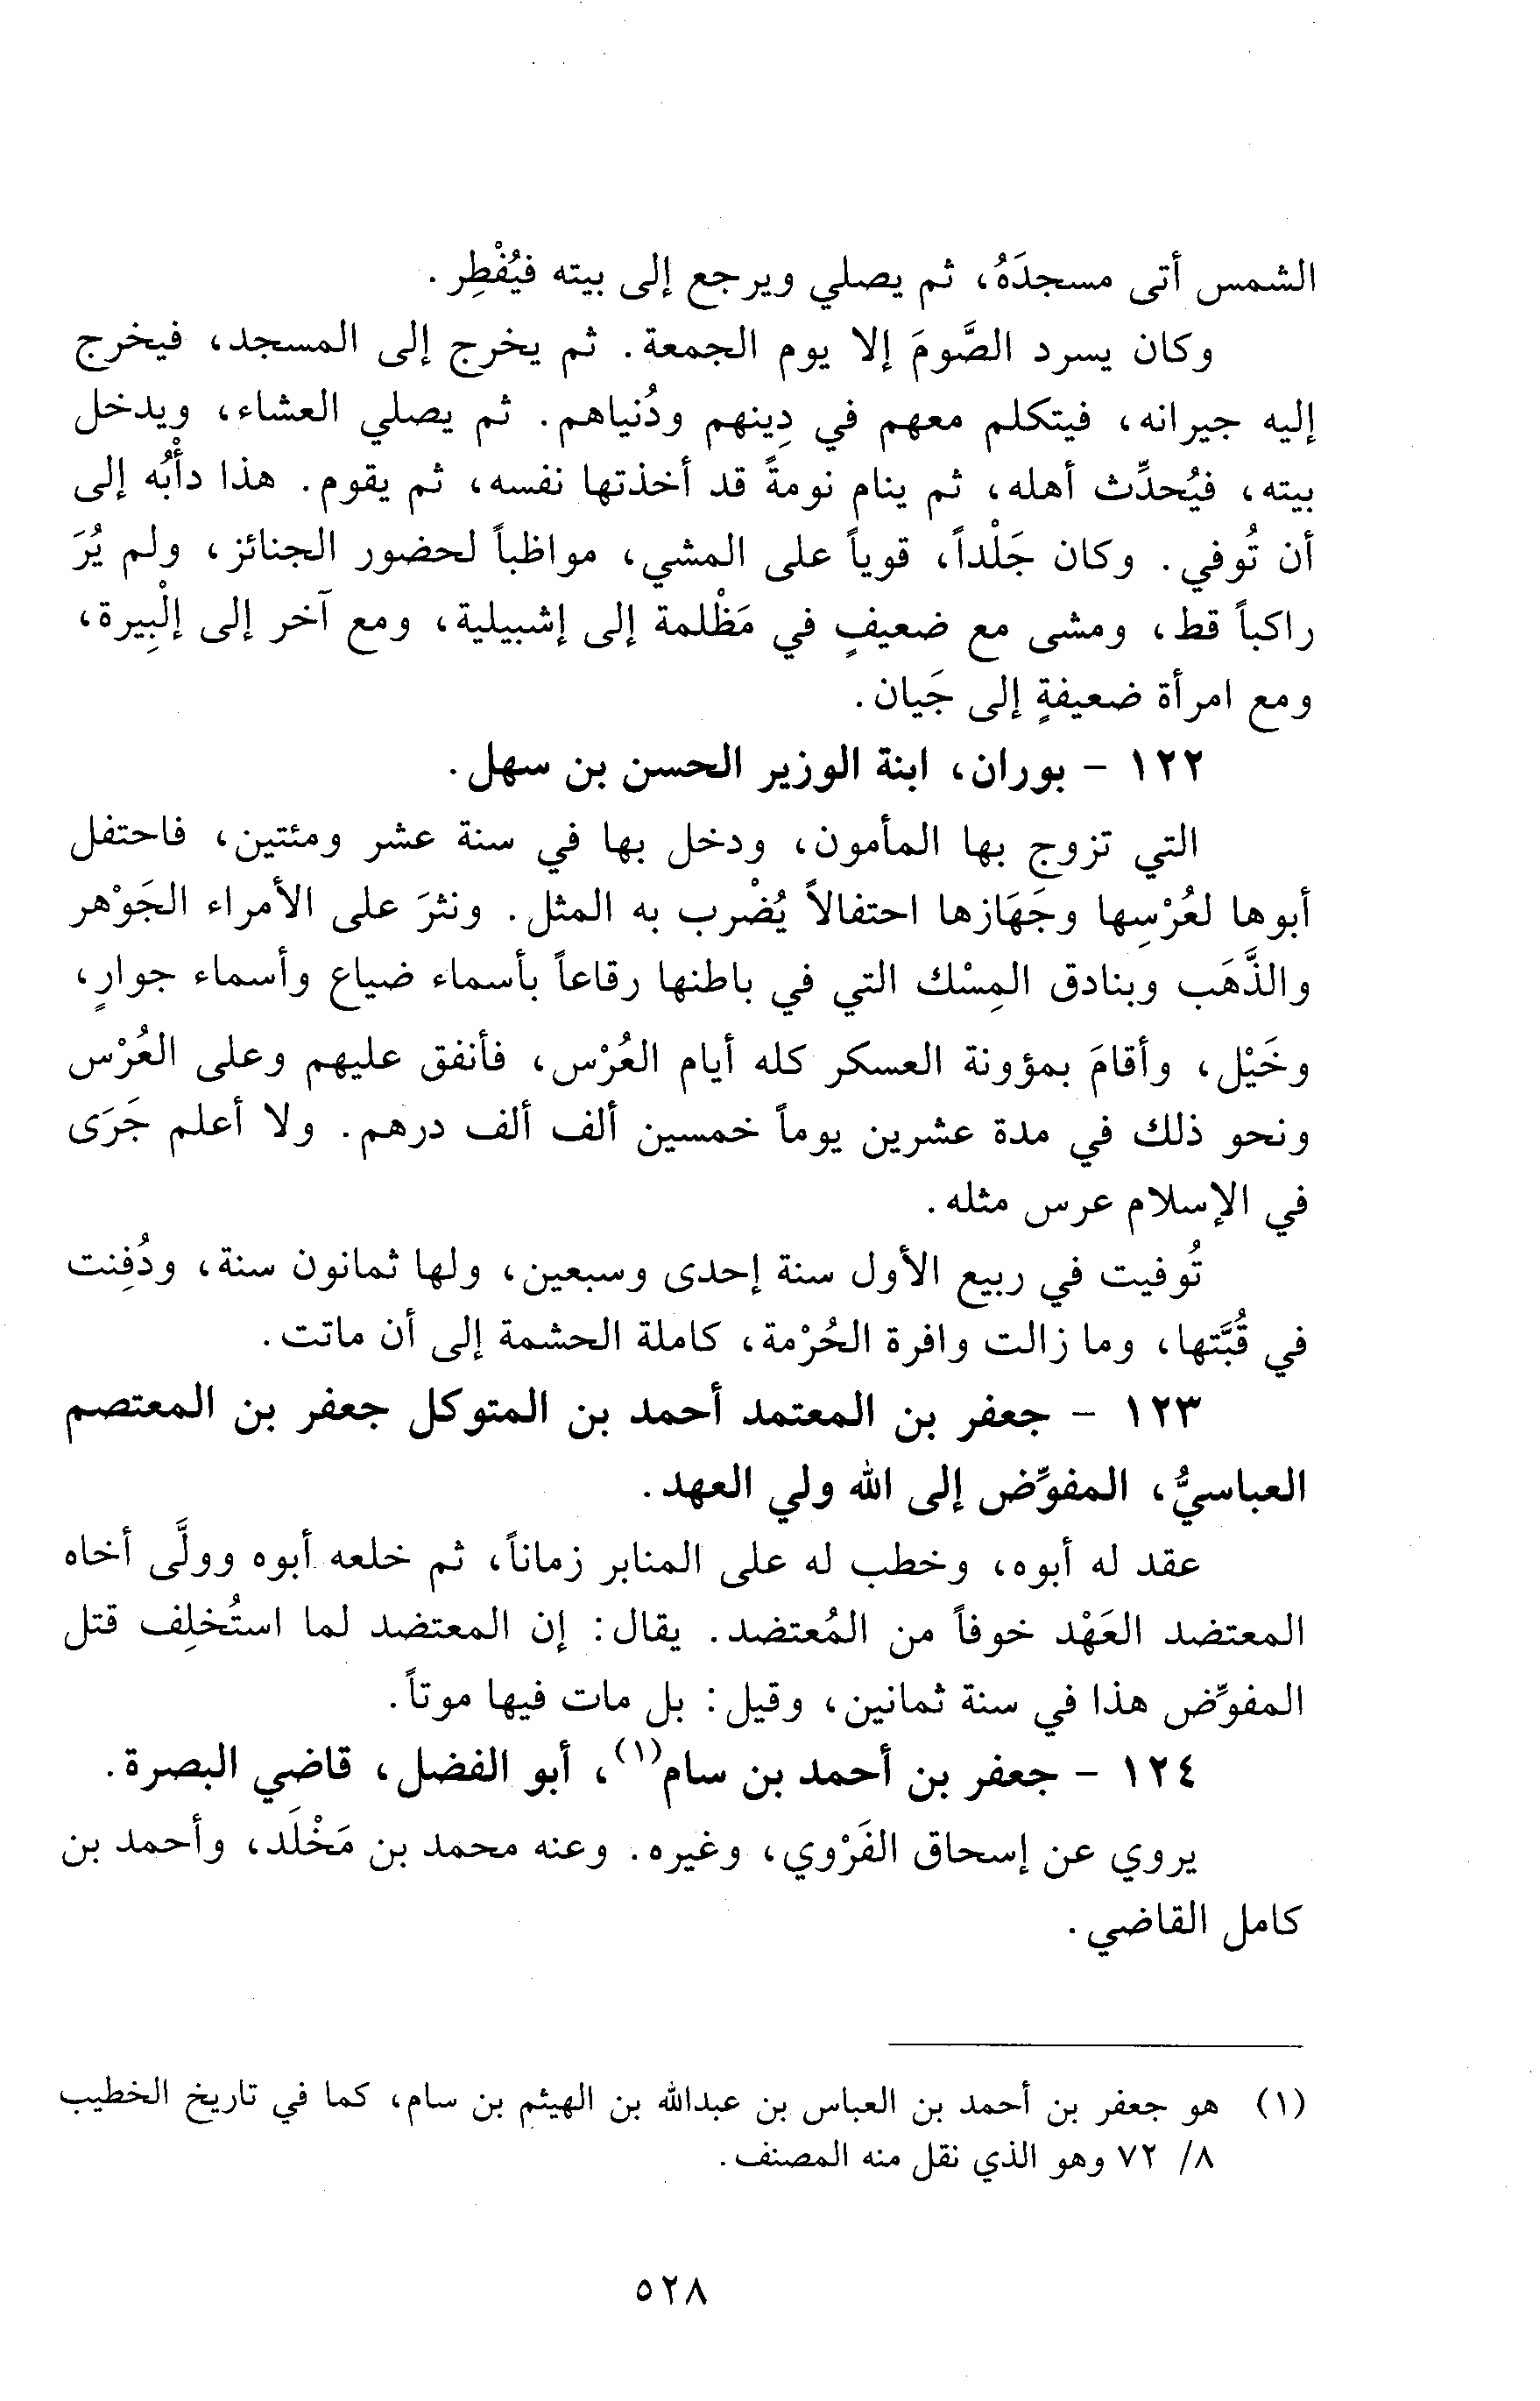 الشمس أتى مسجدَهُ، ثم يصلي ويرجع إلى بيته فيُفْطِر.
وكان يسرد الصَّومَ إلا يوم الجمعة. ثم يخرج إلى المسجد، فيخرج
إليه جيرانه، فيتكلم معهم في دِينهم ودُنياهم. ثم يصلي العشاء، ويدخل
بيته، فيُحدِّث أهله، ثم ينام نومةً قد أخذتها نفسه، ثم يقوم. هذا دأْبُه إلى
أن تُوفي. وكان جَلْداً، قوياً على المشي، مواظباً لحضور الجنائز، ولم يُرَ
راكباً قط، ومشى مع ضعيفٍ في مَظْلمة إلى إشبيلية، ومع آخر إلى إلْبِيرة،
ومع امرأة ضعيفةٍ إلى جَيان.
١٢٢ - بوران، ابنة الوزير الحسن بن سهل.
التي تزوج بها المأمون، ودخل بها في سنة عشر ومئتين، فاحتفل
أبوها لعُرْسِها وجَهَازها احتفالاً يُضْرب به المثل. ونثرَ على الأمراء الجَوْهر
والذَّهَب وبنادق المِسْك التي في باطنها رقاعاً بأسماء ضياع وأسماء جوارٍ،
وخَيْل، وأقامَ بمؤونة العسكر كله أيام العُرْس، فأنفق عليهم وعلى العُرْس
ونحو ذلك في مدة عشرين يوماً خمسين ألف ألف درهم. ولا أعلم جَرَى
في الإسلام عرس مثله.
تُوفيت في ربيع الأول سنة إحدى وسبعين، ولها ثمانون سنة، ودُفِنت
في قُبَّتها، وما زالت وافرة الحُرْمة، كاملة الحشمة إلى أن ماتت.
١٢٣ - جعفر بن المعتمد أحمد بن المتوكل جعفر بن المعتصم
العباسيُّ، المفوِّض إلى الله ولي العهد.
عقد له أبوه، وخطب له على المنابر زماناً، ثم خلعه أبوه وولَّى أخاه
المعتضد العَهْد خوفاً من المُعتضد. يقال: إن المعتضد لما استُخلِف قتل
المفوِّض هذا في سنة ثمانين، وقيل: بل مات فيها موتاً.
١٢٤ - جعفر بن أحمد بن سام(١)، أبو الفضل، قاضي البصرة.
يروي عن إسحاق الفَرْوي، وغيره. وعنه محمد بن مَخْلَد، وأحمد بن
كامل القاضي.
(١) هو جعفر بن أحمد بن العباس بن عبدالله بن الهيثم بن سام، كما في تاريخ الخطيب
٨/ ٧٢ وهو الذي نقل منه المصنف.
٥٢٨